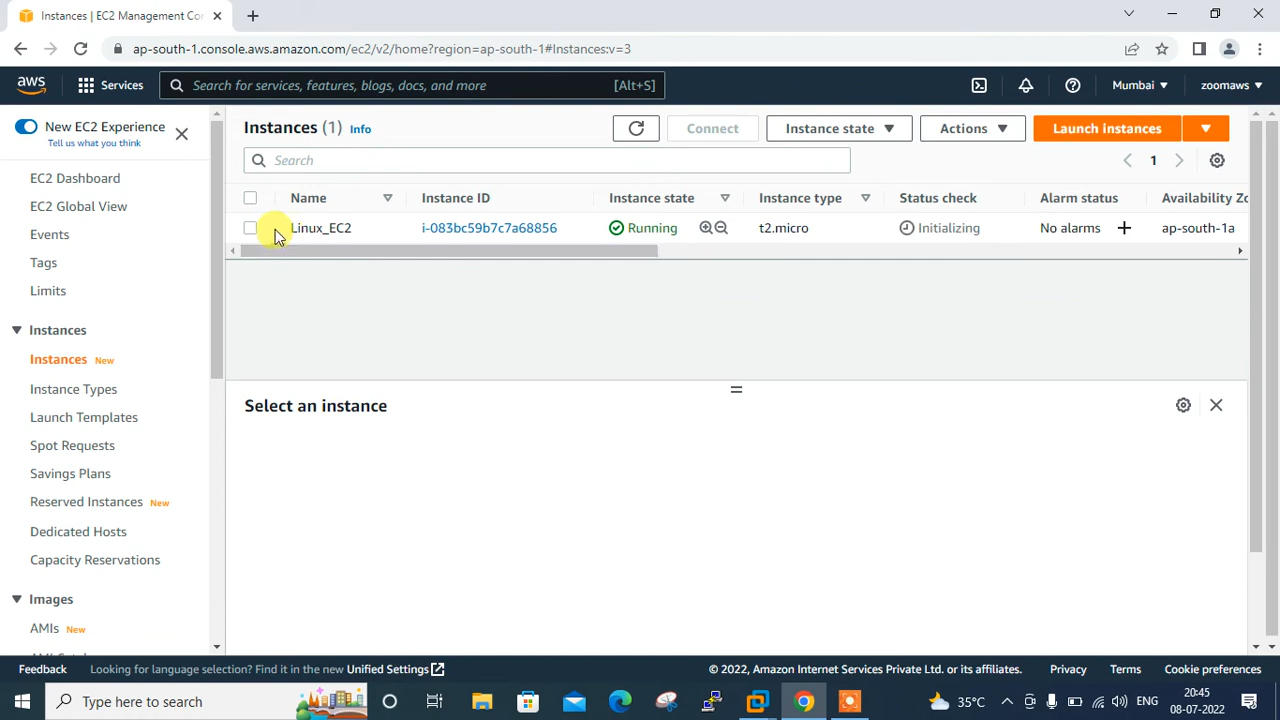 Instances | EC2 Management Con
ap-south-1.console.aws.amazon.com/ec2/v2/home?region=ap-south-1#Instances:v=3
aws Services Search for services, features, blogs, docs, and more [Alt+S] Mumbai zoomaws
New EC2 Experience
Tell us what you think
EC2 Dashboard
EC2 Global View
Events
Tags
Limits
Instances
Instances New
Instance Types
Launch Templates
Spot Requests
Savings Plans
Reserved Instances New
Dedicated Hosts
Capacity Reservations
Images
AMIs New
Instances (1) Info Connect Instance state Actions Launch instances
Search 1
Name Instance ID Instance state Instance type Status check Alarm status Availability Zo
Linux_EC2 i-083bc59b7c7a68856 Running t2.micro Initializing No alarms ap-south-1a
Select an instance
Feedback Looking for language selection? Find it in the new Unified Settings © 2022, Amazon Internet Services Private Ltd. or its affiliates. Privacy Terms Cookie preferences
Type here to search 35°C ENG 20:45
08-07-2022